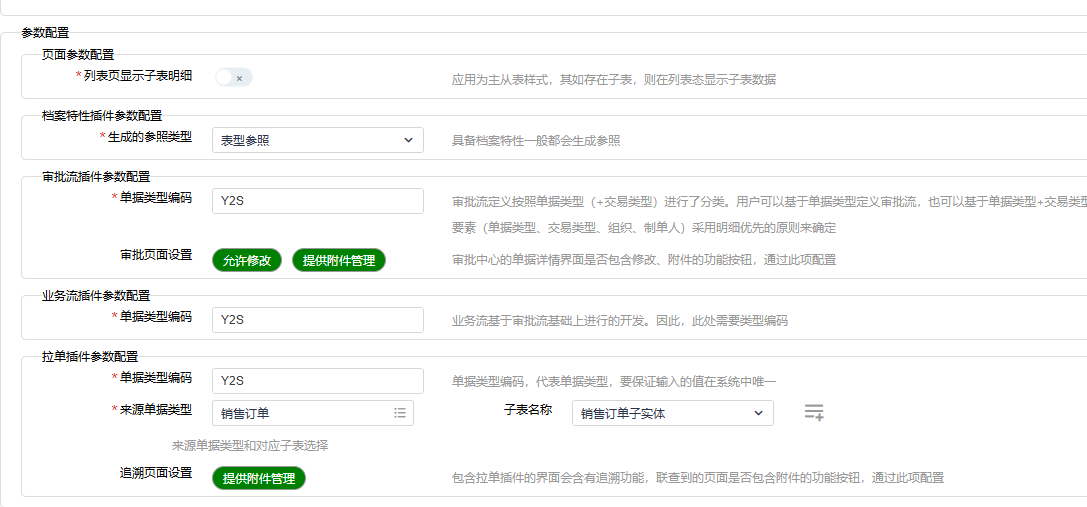 参数配置
页面参数配置
* 列表页显示子表明细 × 应用为主从表样式，其如存在子表，则在列表态显示子表数据
档案特性插件参数配置
* 生成的参照类型 表型参照 具备档案特性一般都会生成参照
审批流插件参数配置
* 单据类型编码 Y2S 审批流定义按照单据类型（+交易类型）进行了分类。用户可以基于单据类型定义审批流，也可以基于单据类型+交易类型
要素（单据类型、交易类型、组织、制单人）采用明细优先的原则来确定
审批页面设置 允许修改 提供附件管理 审批中心的单据详情界面是否包含修改、附件的功能按钮，通过此项配置
业务流插件参数配置
* 单据类型编码 Y2S 业务流基于审批流基础上进行的开发。因此，此处需要类型编码
拉单插件参数配置
* 单据类型编码 Y2S 单据类型编码，代表单据类型，要保证输入的值在系统中唯一
* 来源单据类型 销售订单 子表名称 销售订单子实体
来源单据类型和对应子表选择
追溯页面设置 提供附件管理 包含拉单插件的界面会含有追溯功能，联查到的页面是否包含附件的功能按钮，通过此项配置